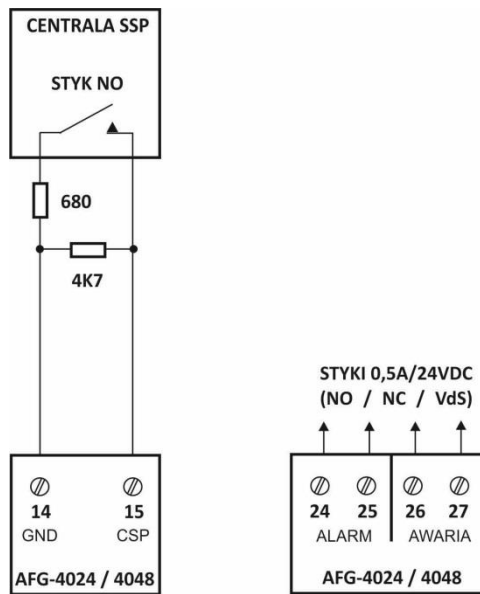 CENTRALA SSP
STYK NO
680
4K7
14
15
GND
CSP
AFG-4024 / 4048
STYKI 0,5A/24VDC
(NO / NC / VdS)
24 25 26 27
ALARM AWARIA
AFG-4024 / 4048